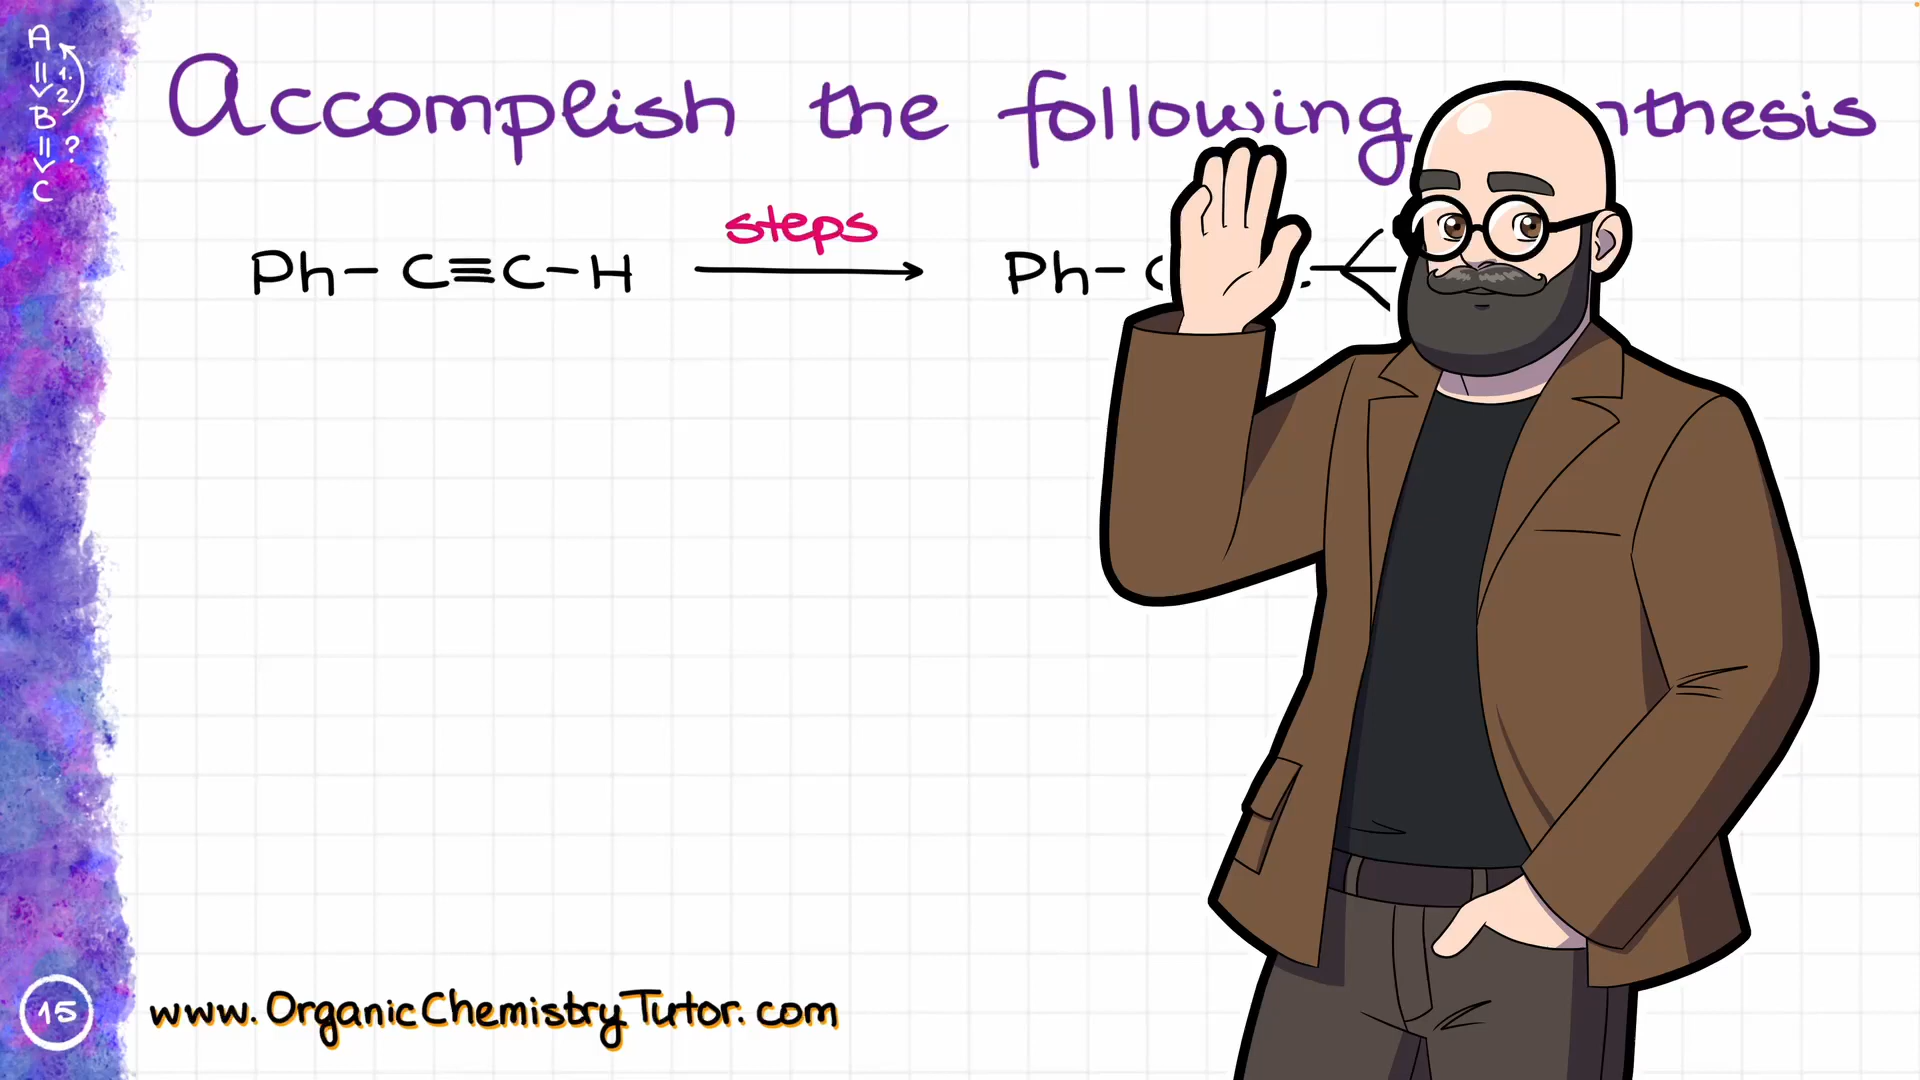 A
1.
2.
B
?
C
Accomplish the following nthesis
steps
Ph-C≡C-H
Ph-C
15
www.OrganicChemistryTutor.com